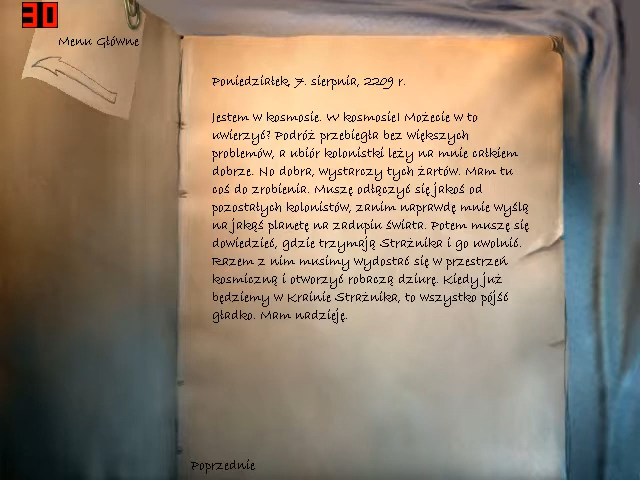 30
Menu Główne
Poniedziałek, 7. sierpnia, 2209 r.
Jestem w kosmosie. W kosmosie! Możecie w to
uwierzyć? Podróż przebiegła bez większych
problemów, a ubiór kolonistki leży na mnie całkiem
dobrze. No dobra, wystarczy tych żartów. Mam tu
coś do zrobienia. Muszę odłączyć się jakoś od
pozostałych kolonistów, zanim naprawdę mnie wyślą
na jakąś planetę na zadupiu świata. Potem muszę się
dowiedzieć, gdzie trzymają Strażnika i go uwolnić.
Razem z nim musimy wydostać się w przestrzeń
kosmiczną i otworzyć robaczą dziurę. Kiedy już
będziemy w Krainie Strażnika, to wszystko pójść
gładko. Mam nadzieję.
Poprzednie